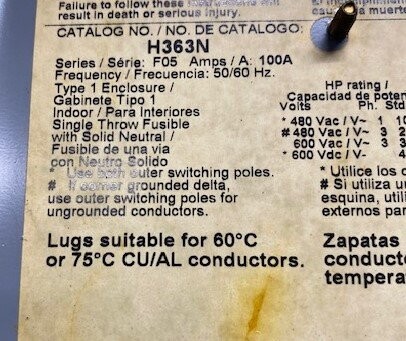 Failure to follow these instructions will
result in death or serious injury.
CATALOG NO. / NO. DE CATALOGO:
H363N
Series / Série: F05 Amps / A: 100A
Frequency / Frecuencia: 50/60 Hz.
Type 1 Enclosure /
Gabinete Tipo 1
Indoor / Para Interiores
Single Throw Fusible
with Solid Neutral /
Fusible de una via
con Neutro Solido
* Use both outer switching poles.
# If corner grounded delta,
use outer switching poles for
ungrounded conductors.
Lugs suitable for 60°C
or 75°C CU/AL conductors.
a muerte
HP rating /
Capacidad de poten
Volts Ph. Std
* 480 Vac / V~ 1 10
# 480 Vac / V~ 3 2
600 Vac / V~ 3 3
* 600 Vdc / V- 4
* Utilice los
# Si utiliza un
esquina, utili
externos par
Zapatas
conducto
tempera